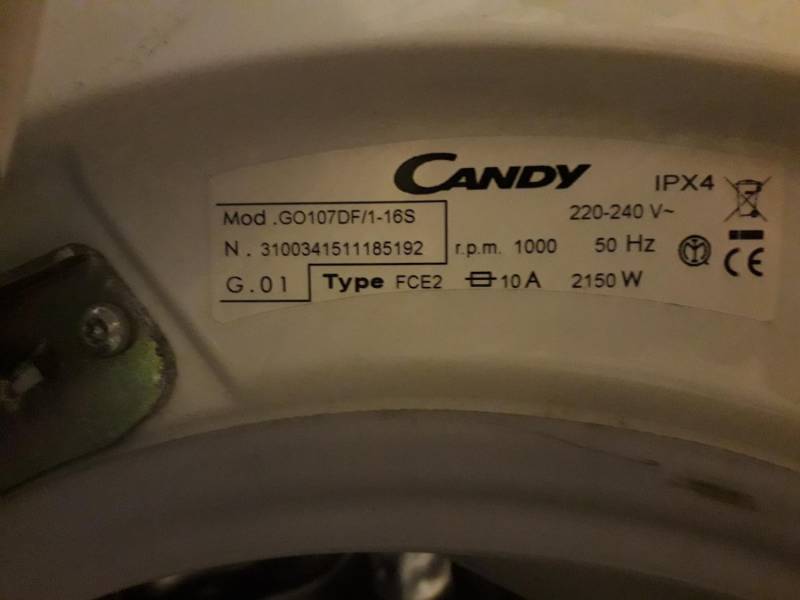 CANDY
IPX4
Mod .GO107DF/1-16S
220-240 V~
N . 3100341511185192
r.p.m. 1000
50 Hz
G.01
Type FCE2
10 A
2150 W
CE